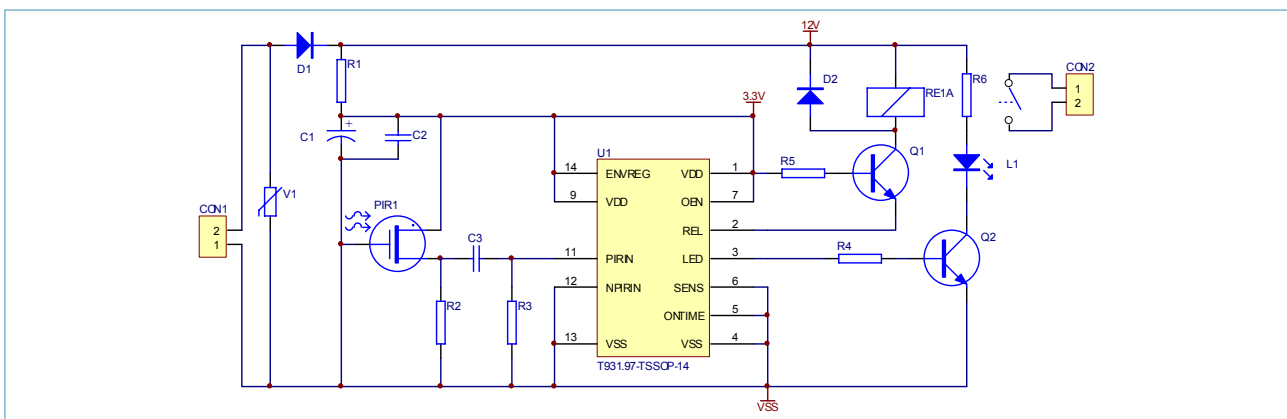 12V
CON2
D1
R1
D2
RE1A
R6
1
2
3.3V
C1
+
C2
U1
Q1
L1
14
ENVREG
VDD
1
R5
9
VDD
OEN
7
CON1
V1
PIR1
2
1
REL
2
C3
Q2
R4
11
PIRIN
LED
3
12
NPIRIN
SENS
6
R2
R3
ONTIME
5
13
VSS
VSS
4
T931.97-TSSOP-14
VSS